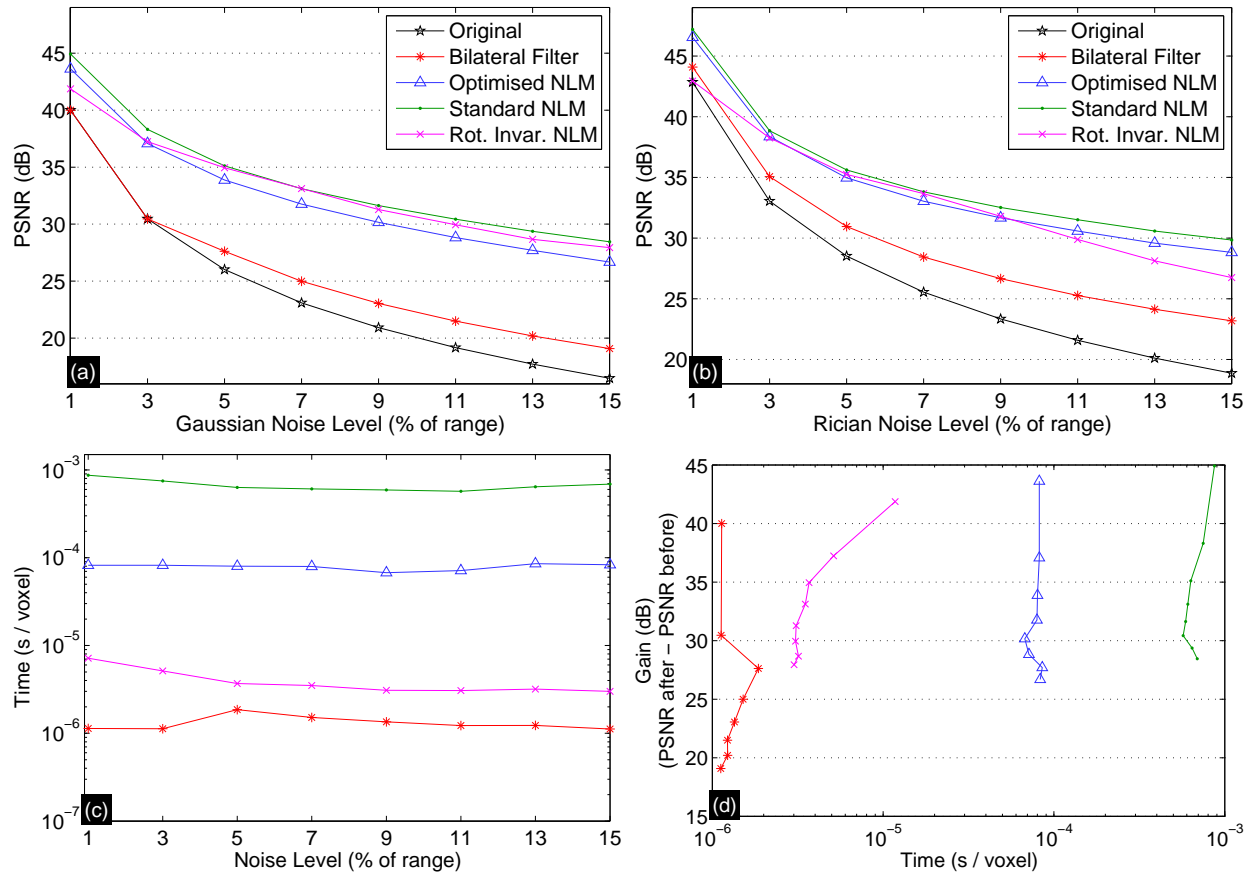 45
40
35
30
25
20
PSNR (dB)
Original
Bilateral Filter
Optimised NLM
Standard NLM
Rot. Invar. NLM
(a)
1 3 5 7 9 11 13 15
Gaussian Noise Level (% of range)
45
40
35
30
25
20
PSNR (dB)
Original
Bilateral Filter
Optimised NLM
Standard NLM
Rot. Invar. NLM
(b)
1 3 5 7 9 11 13 15
Rician Noise Level (% of range)
10⁻³
10⁻⁴
10⁻⁵
10⁻⁶
10⁻⁷
Time (s / voxel)
(c)
1 3 5 7 9 11 13 15
Noise Level (% of range)
45
40
35
30
25
20
15
Gain (dB)
(PSNR after − PSNR before)
(d)
10⁻⁶ 10⁻⁵ 10⁻⁴ 10⁻³
Time (s / voxel)